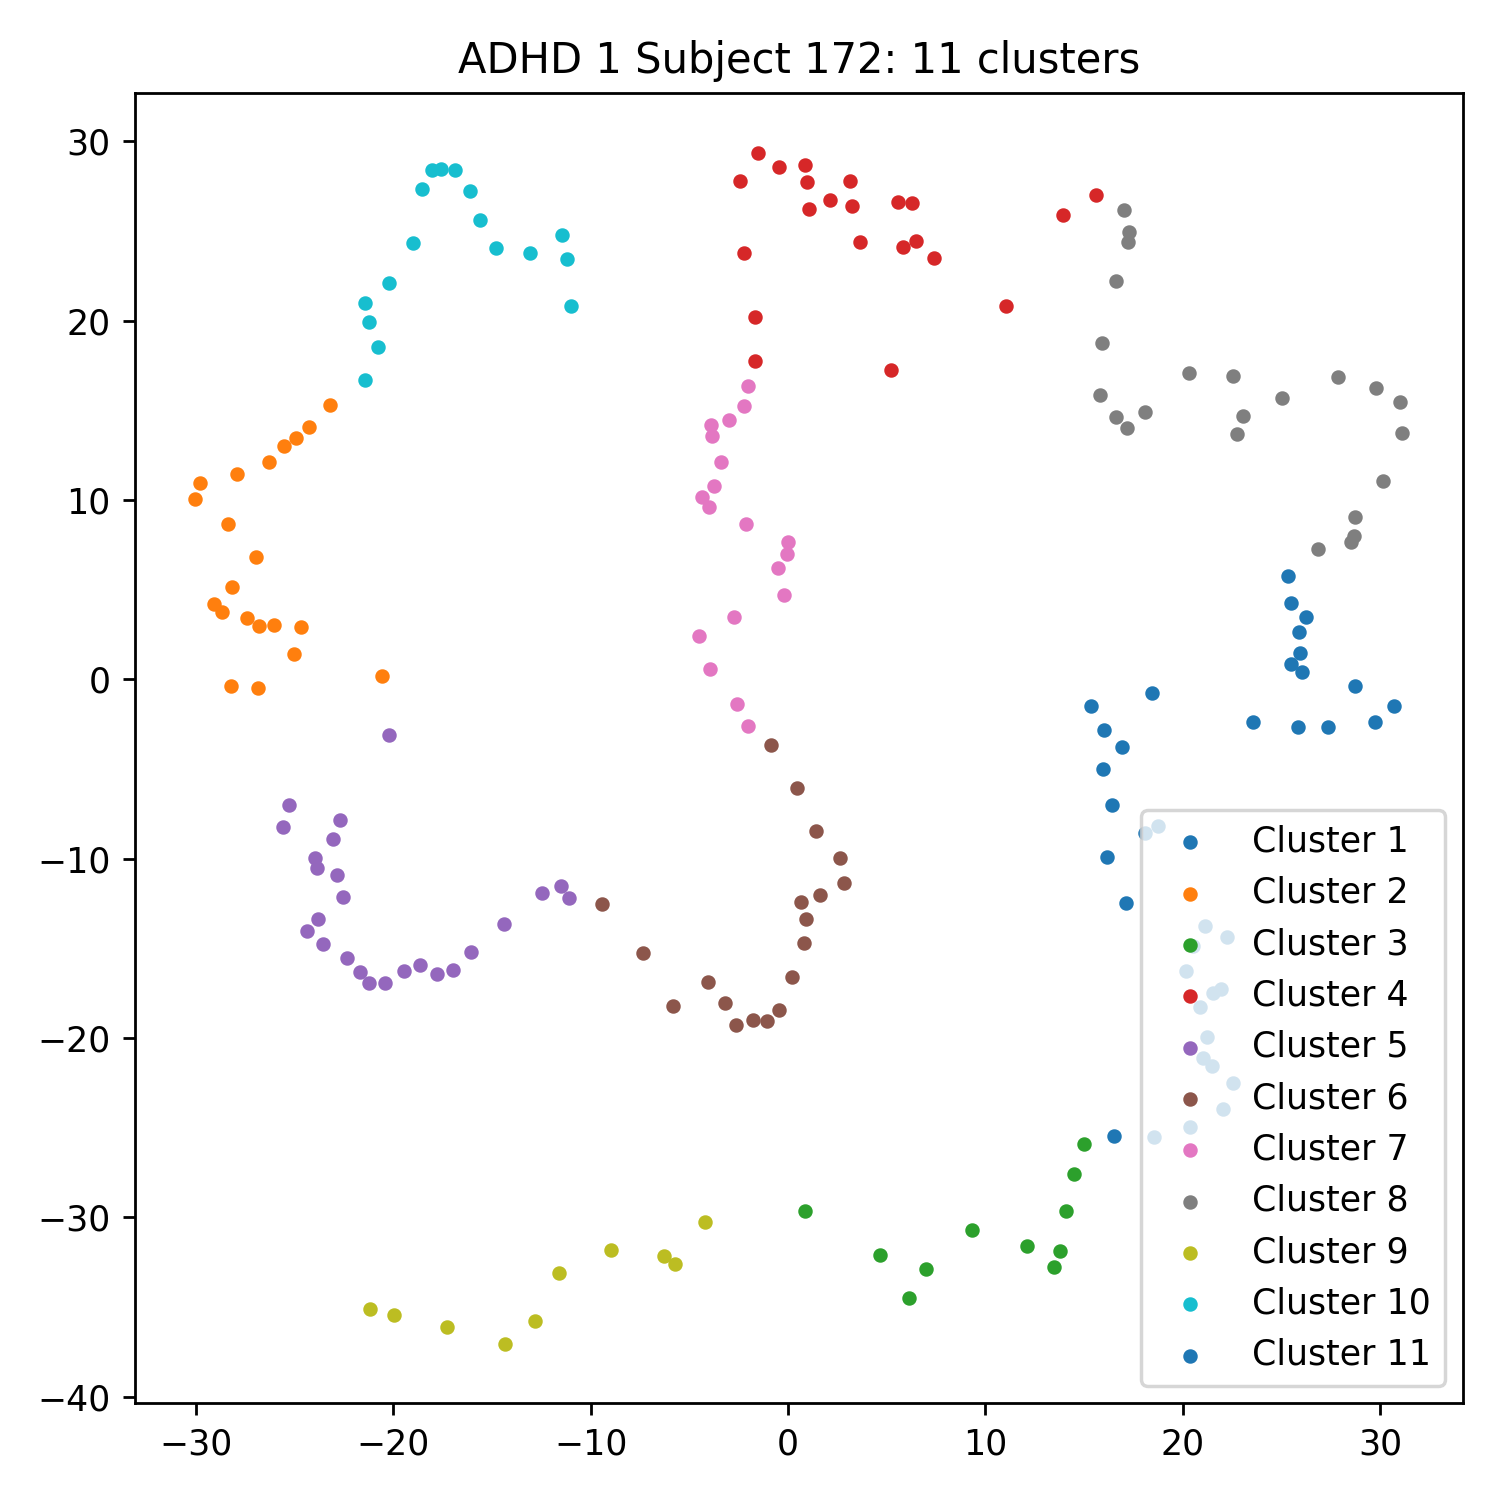 ADHD 1 Subject 172: 11 clusters
30
20
10
0
−10
−20
−30
−40
−30 −20 −10 0 10 20 30
Cluster 1
Cluster 2
Cluster 3
Cluster 4
Cluster 5
Cluster 6
Cluster 7
Cluster 8
Cluster 9
Cluster 10
Cluster 11